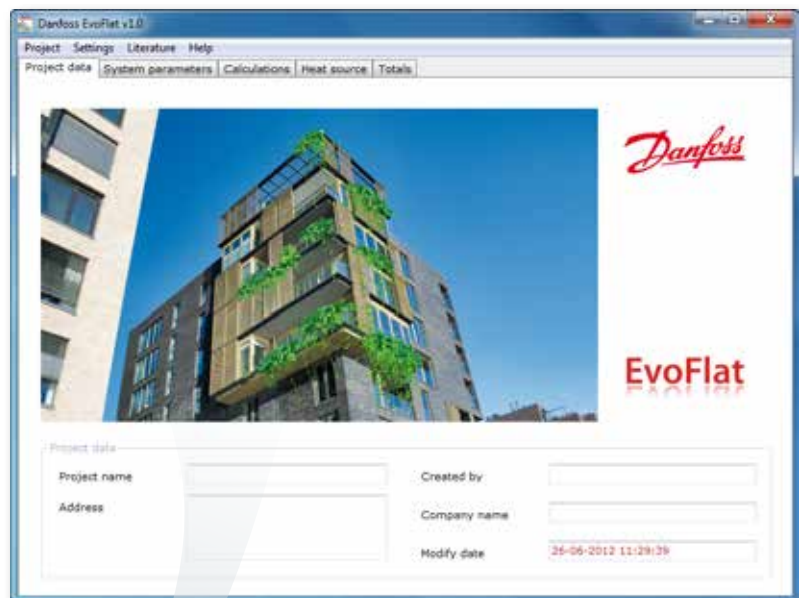 Danfoss EvoFlat v1.0
Project Settings Literature Help
Project data System parameters Calculations Heat source Totals
Danfoss
EvoFlat
Project data
Project name
Created by
Address
Company name
Modify date 26-06-2012 11:29:39